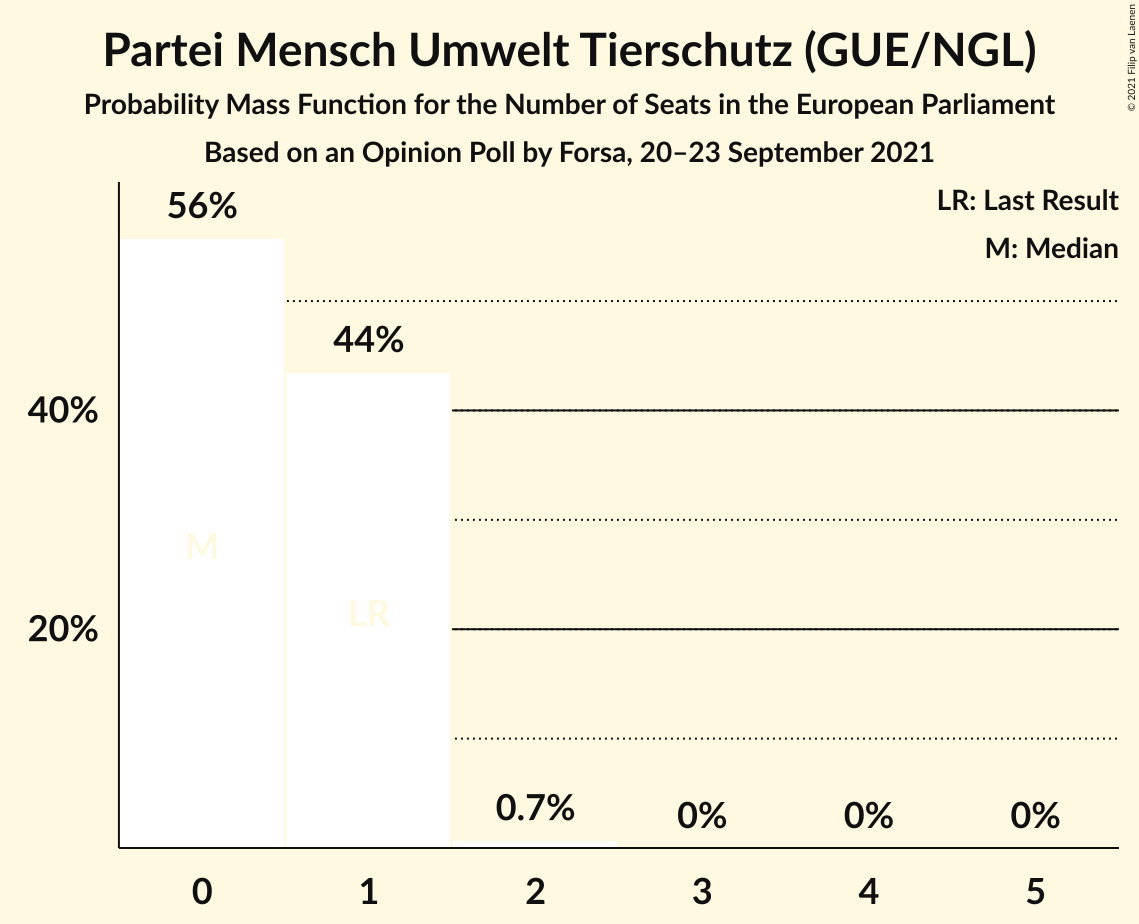 Partei Mensch Umwelt Tierschutz (GUE/NGL)
Probability Mass Function for the Number of Seats in the European Parliament
Based on an Opinion Poll by Forsa, 20–23 September 2021
© 2021 Filip van Laenen
LR: Last Result
M: Median
56%
44%
40%
M
LR
20%
0.7%
0%
0%
0%
0
1
2
3
4
5